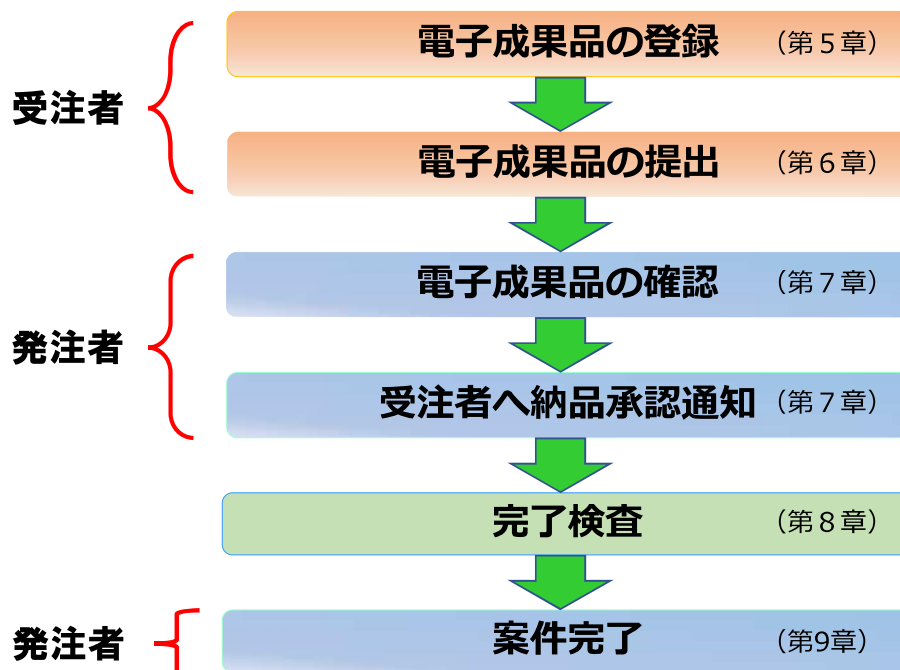 電子成果品の登録 （第５章）
受注者
電子成果品の提出 （第６章）
電子成果品の確認 （第７章）
発注者
受注者へ納品承認通知 （第７章）
完了検査 （第８章）
発注者 案件完了 （第9章）